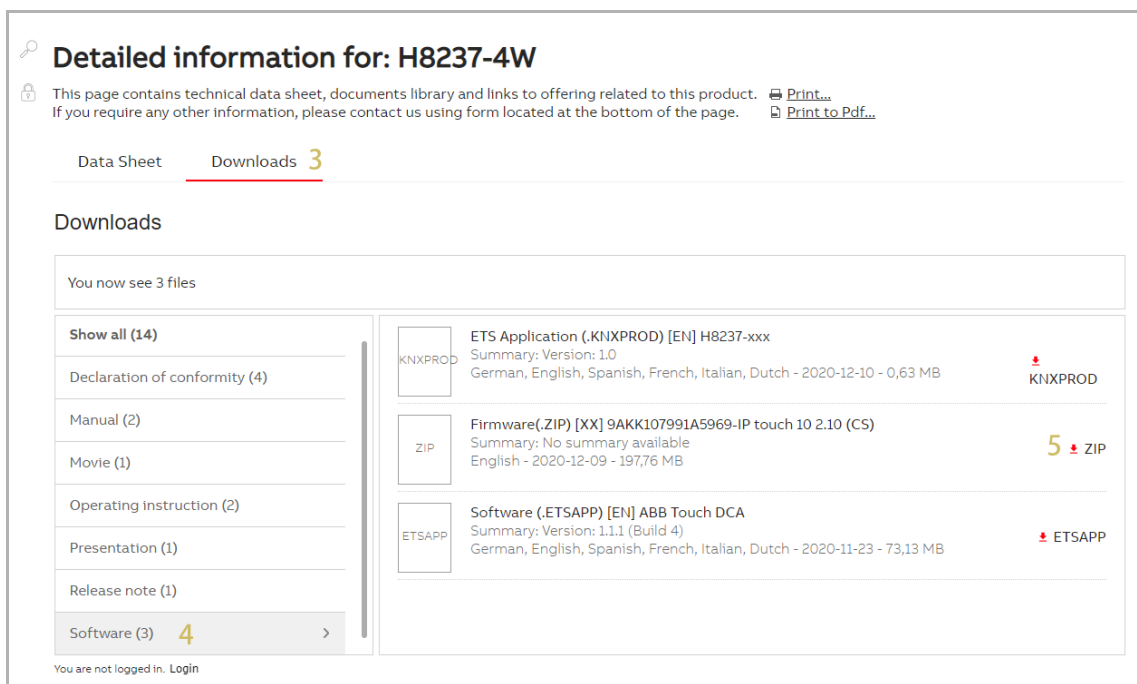 Detailed information for: H8237-4W
This page contains technical data sheet, documents library and links to offering related to this product.
Print...
If you require any other information, please contact us using form located at the bottom of the page.
Print to Pdf...
Data Sheet
Downloads 3
Downloads
You now see 3 files
Show all (14)
Declaration of conformity (4)
Manual (2)
Movie (1)
Operating instruction (2)
Presentation (1)
Release note (1)
Software (3) 4
KNXPROD
ETS Application (.KNXPROD) [EN] H8237-xxx
Summary: Version: 1.0
German, English, Spanish, French, Italian, Dutch - 2020-12-10 - 0,63 MB
KNXPROD
ZIP
Firmware(.ZIP) [XX] 9AKK107991A5969-IP touch 10 2.10 (CS)
Summary: No summary available
English - 2020-12-09 - 197,76 MB
5 ZIP
ETSAPP
Software (.ETSAPP) [EN] ABB Touch DCA
Summary: Version: 1.1.1 (Build 4)
German, English, Spanish, French, Italian, Dutch - 2020-11-23 - 73,13 MB
ETSAPP
You are not logged in. Login